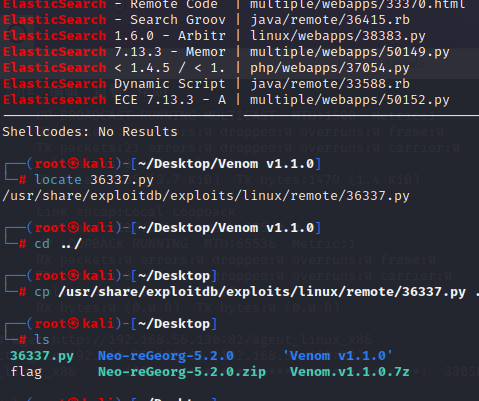 ElasticSearch - Remote Code | multiple/webapps/33370.html
ElasticSearch - Search Groov | java/remote/36415.rb
ElasticSearch 1.6.0 - Arbitr | linux/webapps/38383.py
ElasticSearch 7.13.3 - Memor | multiple/webapps/50149.py
ElasticSearch < 1.4.5 / < 1. | php/webapps/37054.py
ElasticSearch Dynamic Script | java/remote/33588.rb
ElasticSearch ECE 7.13.3 - A | multiple/webapps/50152.py
Shellcodes: No Results
┌──(root㉿kali)-[~/Desktop/Venom v1.1.0]
└─# locate 36337.py
/usr/share/exploitdb/exploits/linux/remote/36337.py
┌──(root㉿kali)-[~/Desktop/Venom v1.1.0]
└─# cd ../
┌──(root㉿kali)-[~/Desktop]
└─# cp /usr/share/exploitdb/exploits/linux/remote/36337.py .
┌──(root㉿kali)-[~/Desktop]
└─# ls
36337.py Neo-reGeorg-5.2.0 'Venom v1.1.0'
flag Neo-reGeorg-5.2.0.zip Venom.v1.1.0.7z
┌──(root㉿kali)-[~/Desktop]